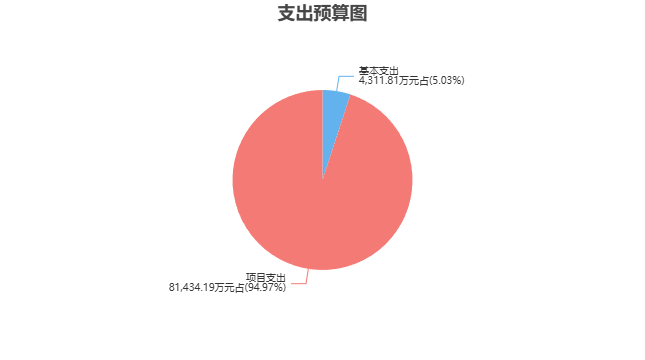 支出预算图
基本支出
4,311.81万元占(5.03%)
项目支出
81,434.19万元占(94.97%)